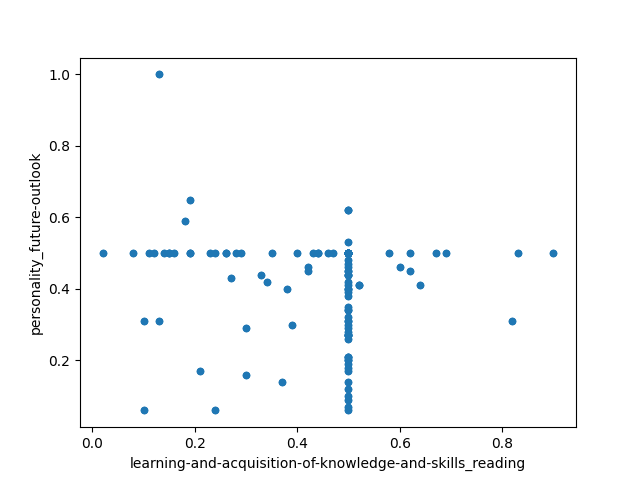 1.0
0.8
0.6
0.4
0.2
personality_future-outlook
0.0 0.2 0.4 0.6 0.8
learning-and-acquisition-of-knowledge-and-skills_reading